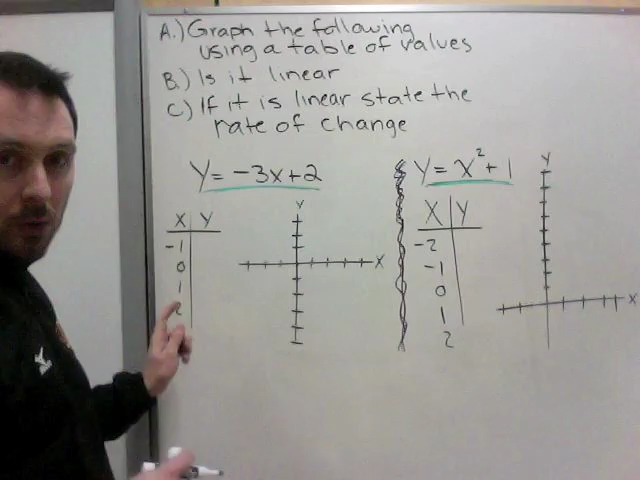 A.) Graph the following
using a table of values
B.) Is it linear
C.) If it is linear state the
rate of change
Y = -3x+2
X Y
-1
0
1
2
Y
X
Y = x² + 1
X Y
-2
-1
0
1
2
Y
X